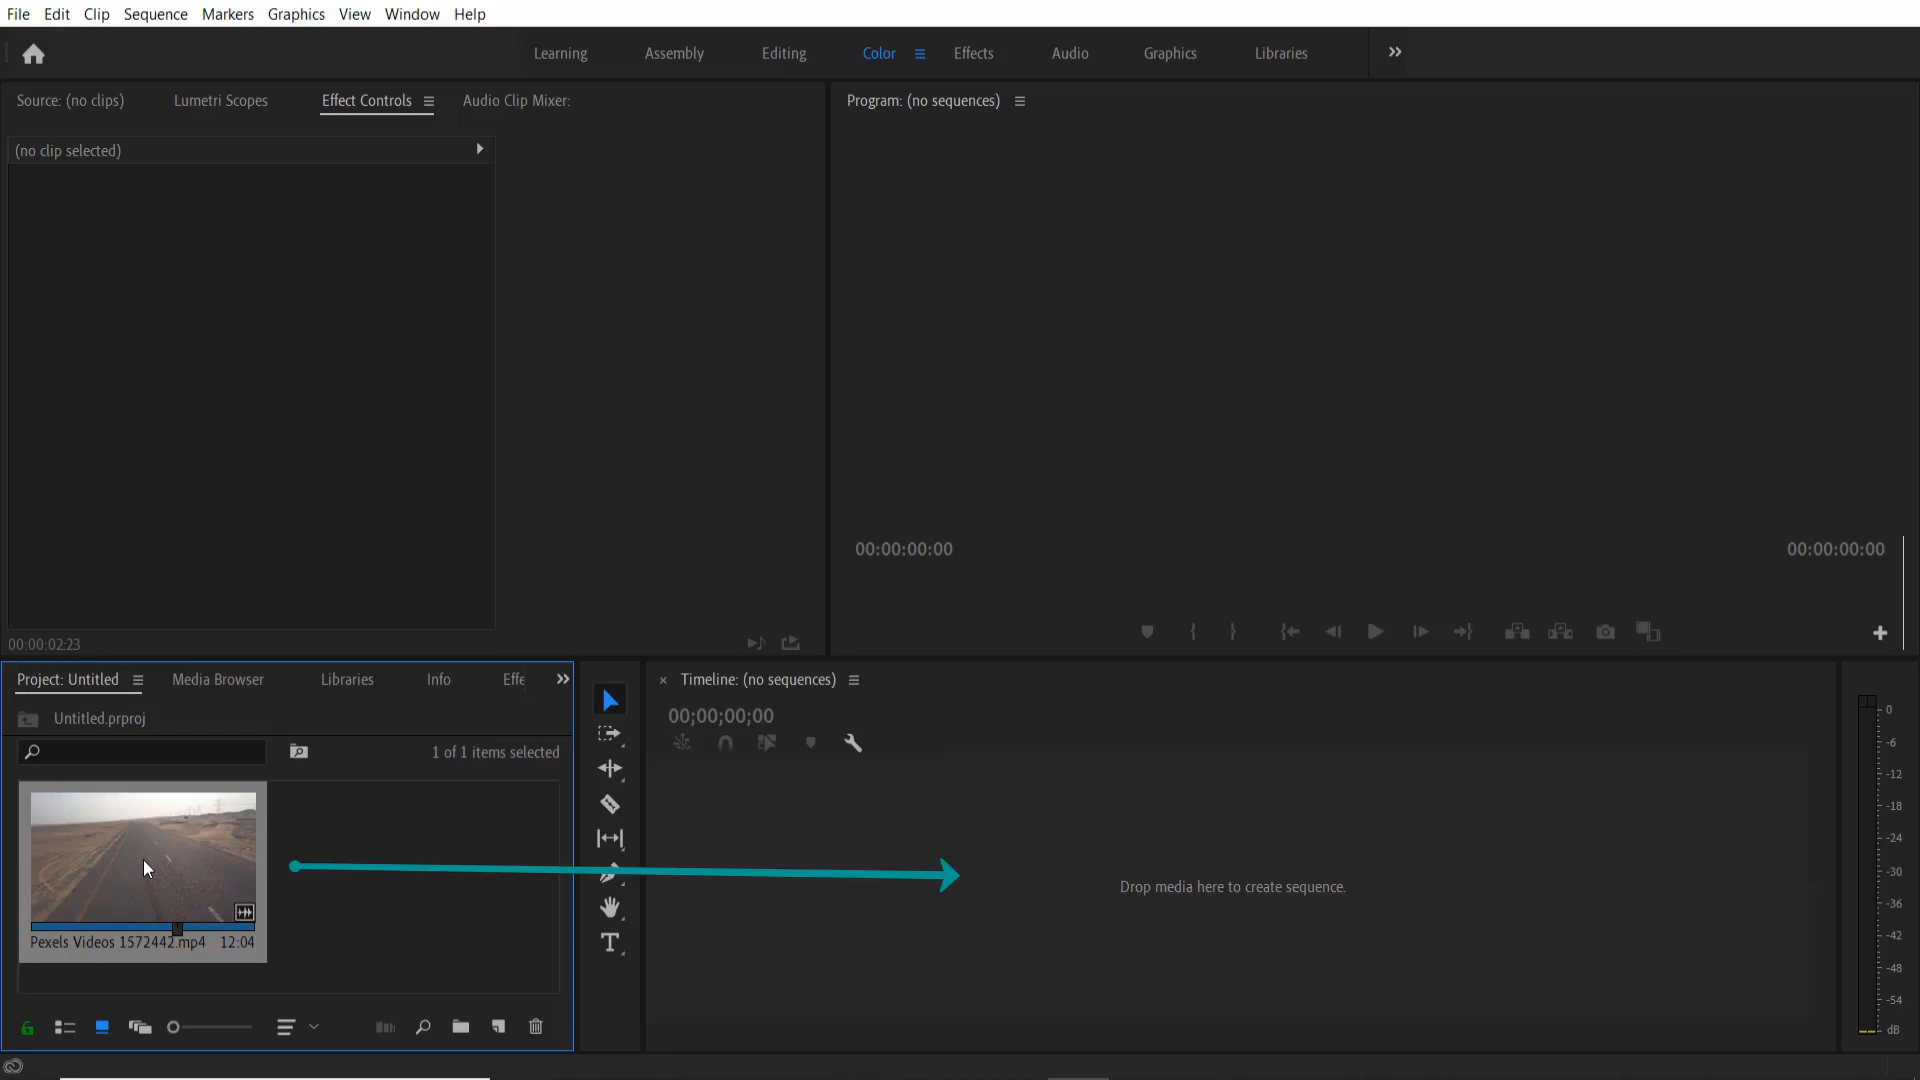 File Edit Clip Sequence Markers Graphics View Window Help
Learning Assembly Editing Color Effects Audio Graphics Libraries
Source: (no clips) Lumetri Scopes Effect Controls Audio Clip Mixer:
Program: (no sequences)
(no clip selected)
00:00:00:00 00:00:00:00
00:00:02:23
Project: Untitled Media Browser Libraries Info Effe
Timeline: (no sequences)
Untitled.prproj
00;00;00;00
1 of 1 items selected
Drop media here to create sequence.
Pexels Videos 1572442.mp4 12:04
0
-6
-12
-18
-24
-30
-36
-42
-48
-54
dB